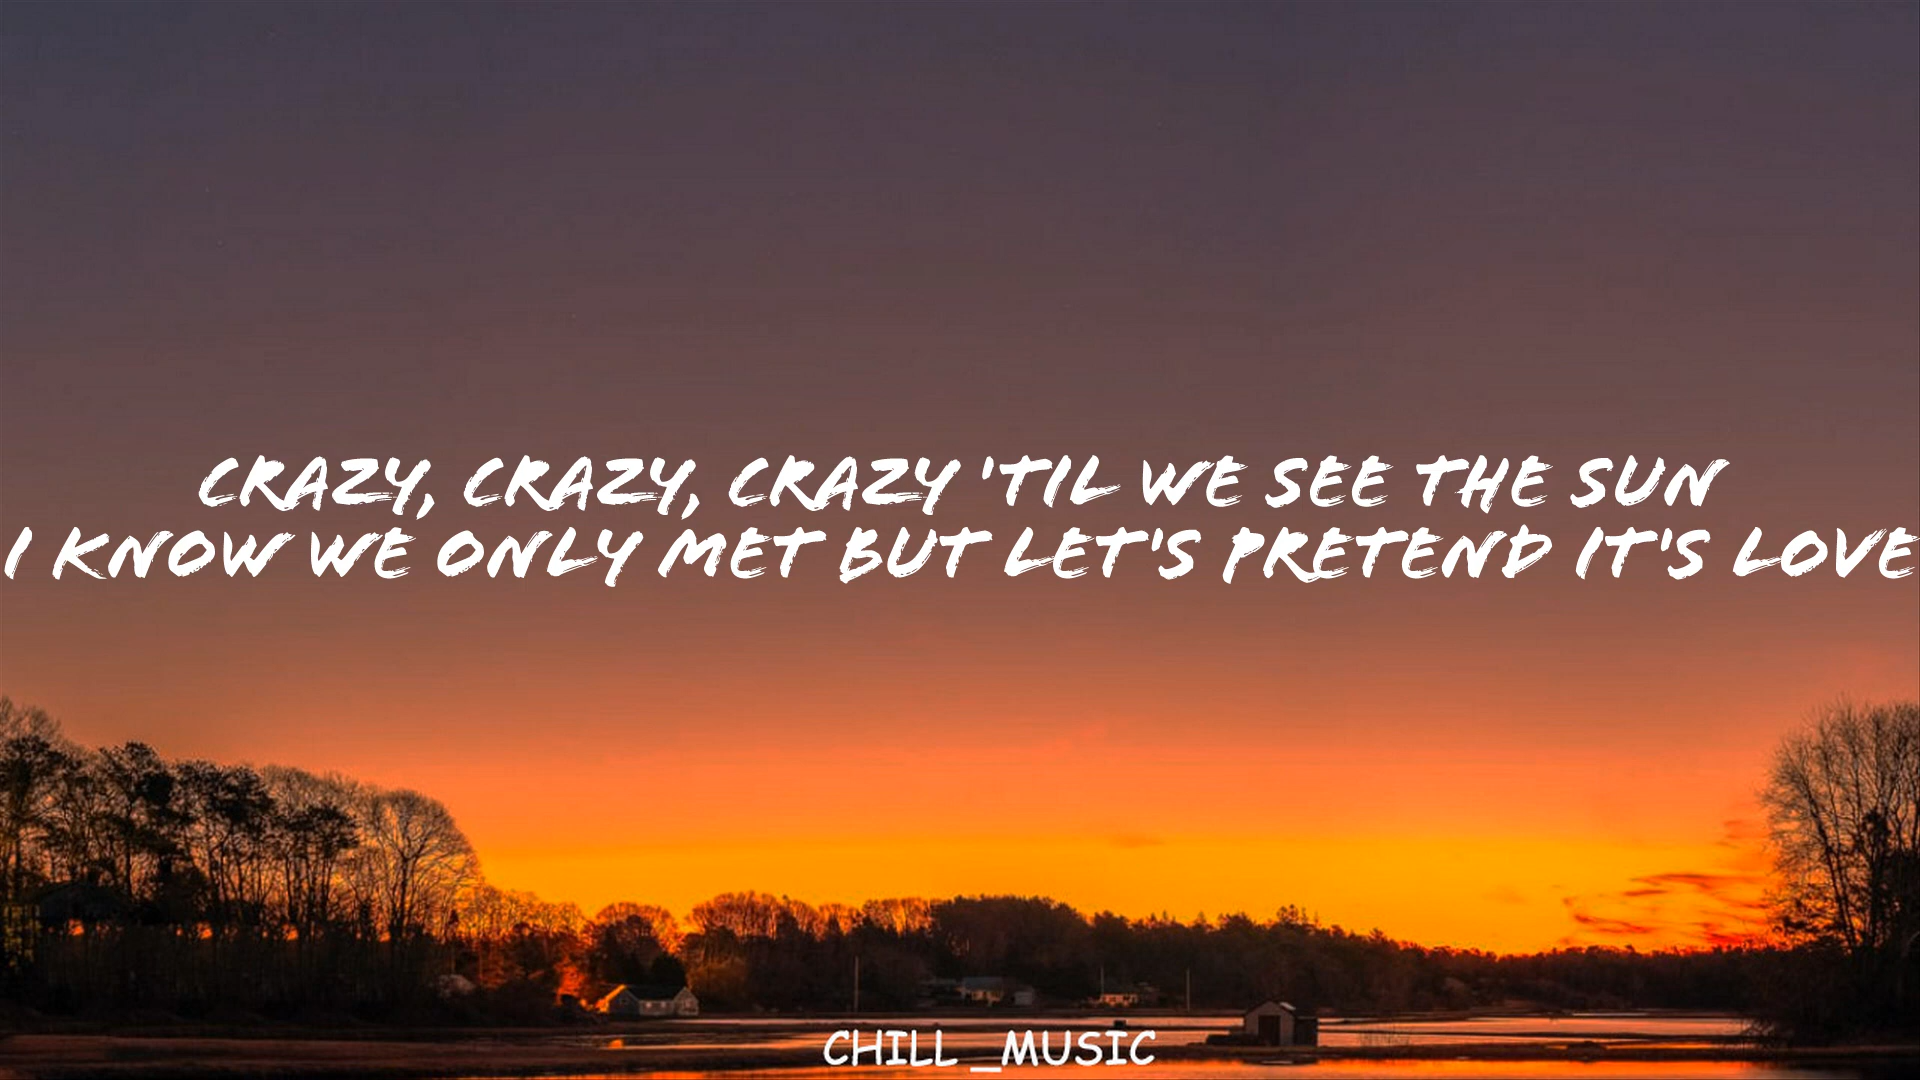 CRAZY, CRAZY, CRAZY 'TIL WE SEE THE SUN
I KNOW WE ONLY MET BUT LET'S PRETEND IT'S LOVE
CHILL_MUSIC